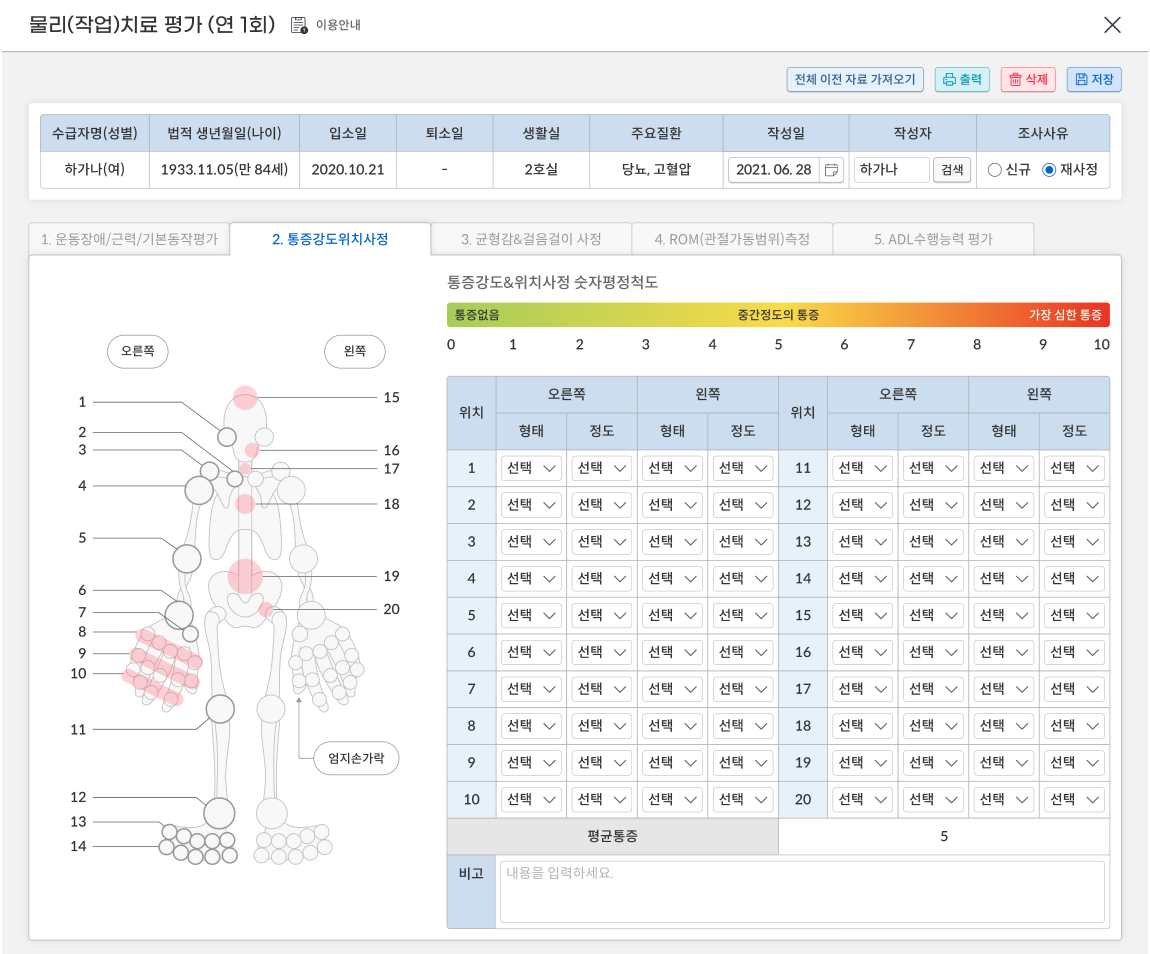 물리(작업)치료 평가 (연 1회) 이용안내
전체 이전 자료 가져오기 출력 삭제 저장
수급자명(성별) 법적 생년월일(나이) 입소일 퇴소일 생활실 주요질환 작성일 작성자 조사사유
하가나(여) 1933.11.05(만 84세) 2020.10.21 - 2호실 당뇨, 고혈압 2021. 06. 28 하가나 검색 신규 재사정
1. 운동장애/근력/기본동작평가 2. 통증강도위치사정 3. 균형감&걸음걸이 사정 4. ROM(관절가동범위)측정 5. ADL수행능력 평가
오른쪽 왼쪽
1
2
3
4
5
6
7
8
9
10
11
12
13
14
15
16
17
18
19
20
엄지손가락
통증강도&위치사정 숫자평정척도
통증없음 중간정도의 통증 가장 심한 통증
0 1 2 3 4 5 6 7 8 9 10
위치 오른쪽 왼쪽 위치 오른쪽 왼쪽
형태 정도 형태 정도 형태 정도 형태 정도
1 선택 선택 선택 선택 11 선택 선택 선택 선택
2 선택 선택 선택 선택 12 선택 선택 선택 선택
3 선택 선택 선택 선택 13 선택 선택 선택 선택
4 선택 선택 선택 선택 14 선택 선택 선택 선택
5 선택 선택 선택 선택 15 선택 선택 선택 선택
6 선택 선택 선택 선택 16 선택 선택 선택 선택
7 선택 선택 선택 선택 17 선택 선택 선택 선택
8 선택 선택 선택 선택 18 선택 선택 선택 선택
9 선택 선택 선택 선택 19 선택 선택 선택 선택
10 선택 선택 선택 선택 20 선택 선택 선택 선택
평균통증 5
비고 내용을 입력하세요.